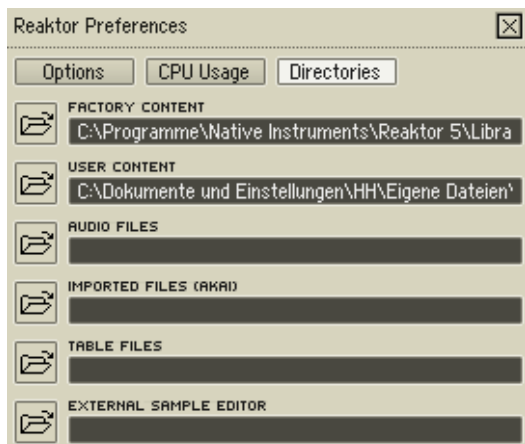 Reaktor Preferences
Options CPU Usage Directories
FACTORY CONTENT
C:\Programme\Native Instruments\Reaktor 5\Libra
USER CONTENT
C:\Dokumente und Einstellungen\HH\Eigene Dateien\
AUDIO FILES
IMPORTED FILES (AKAI)
TABLE FILES
EXTERNAL SAMPLE EDITOR